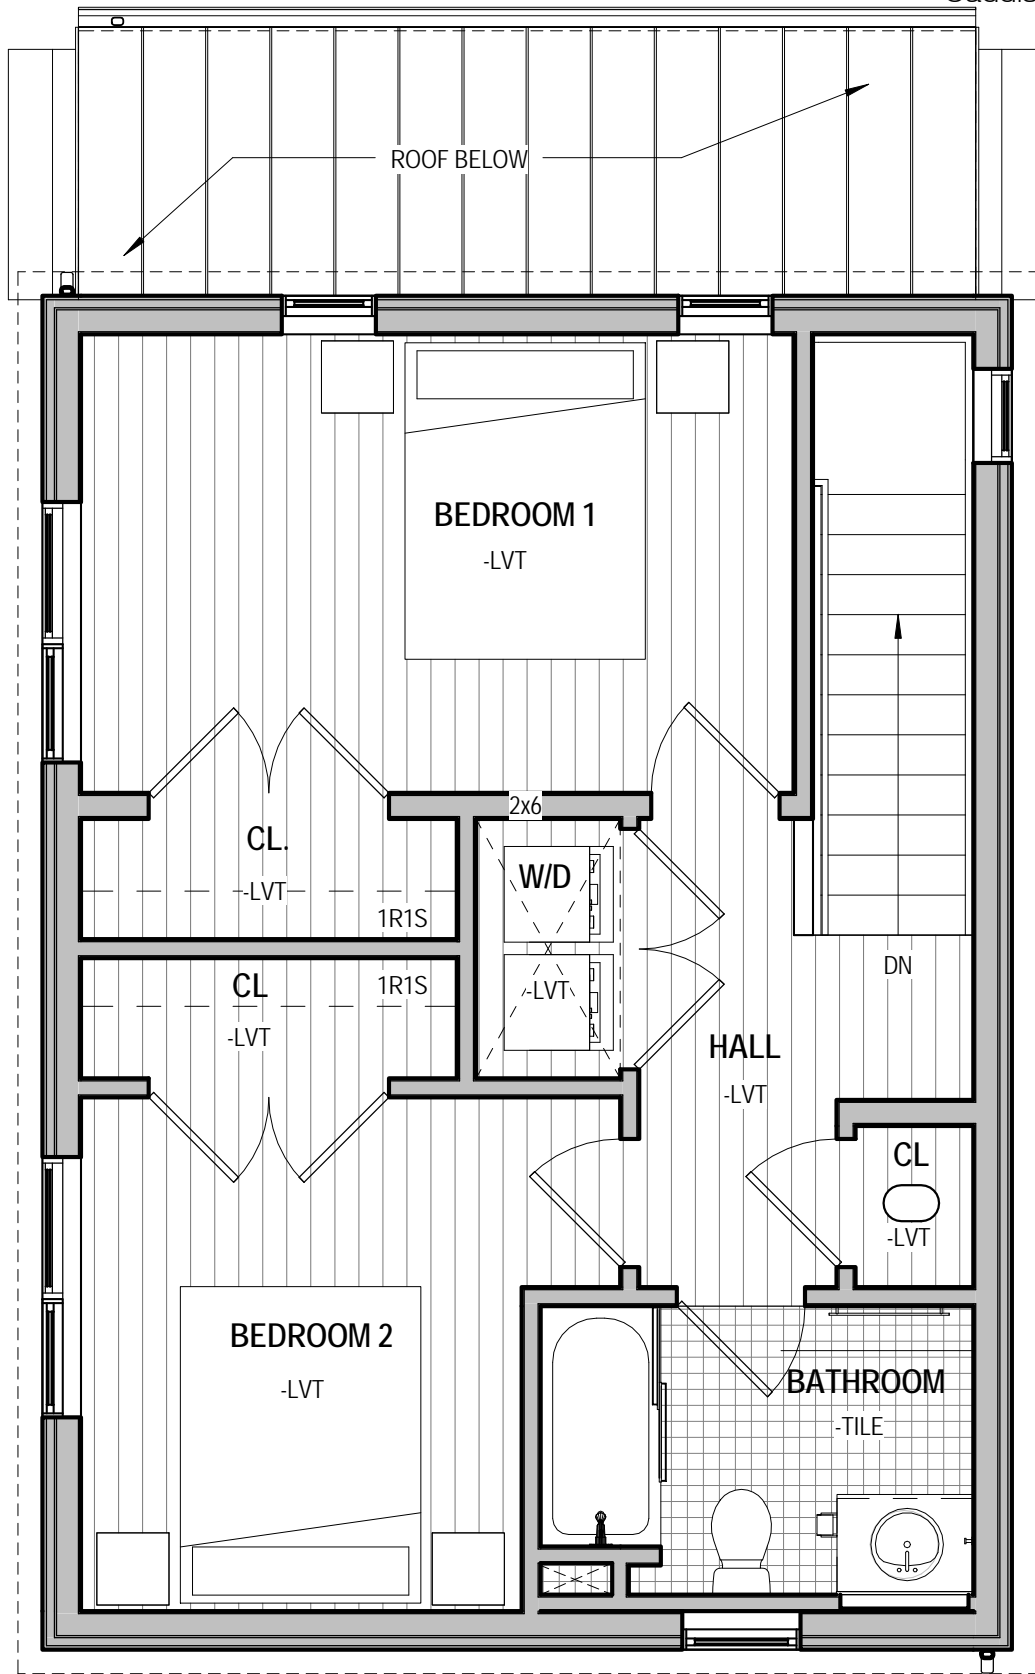 ROOF BELOW
BEDROOM 1
-LVT
2x6
CL.
-LVT
1R1S
W/D
-LVT
CL
1R1S
-LVT
DN
HALL
-LVT
CL
-LVT
BEDROOM 2
-LVT
BATHROOM
-TILE